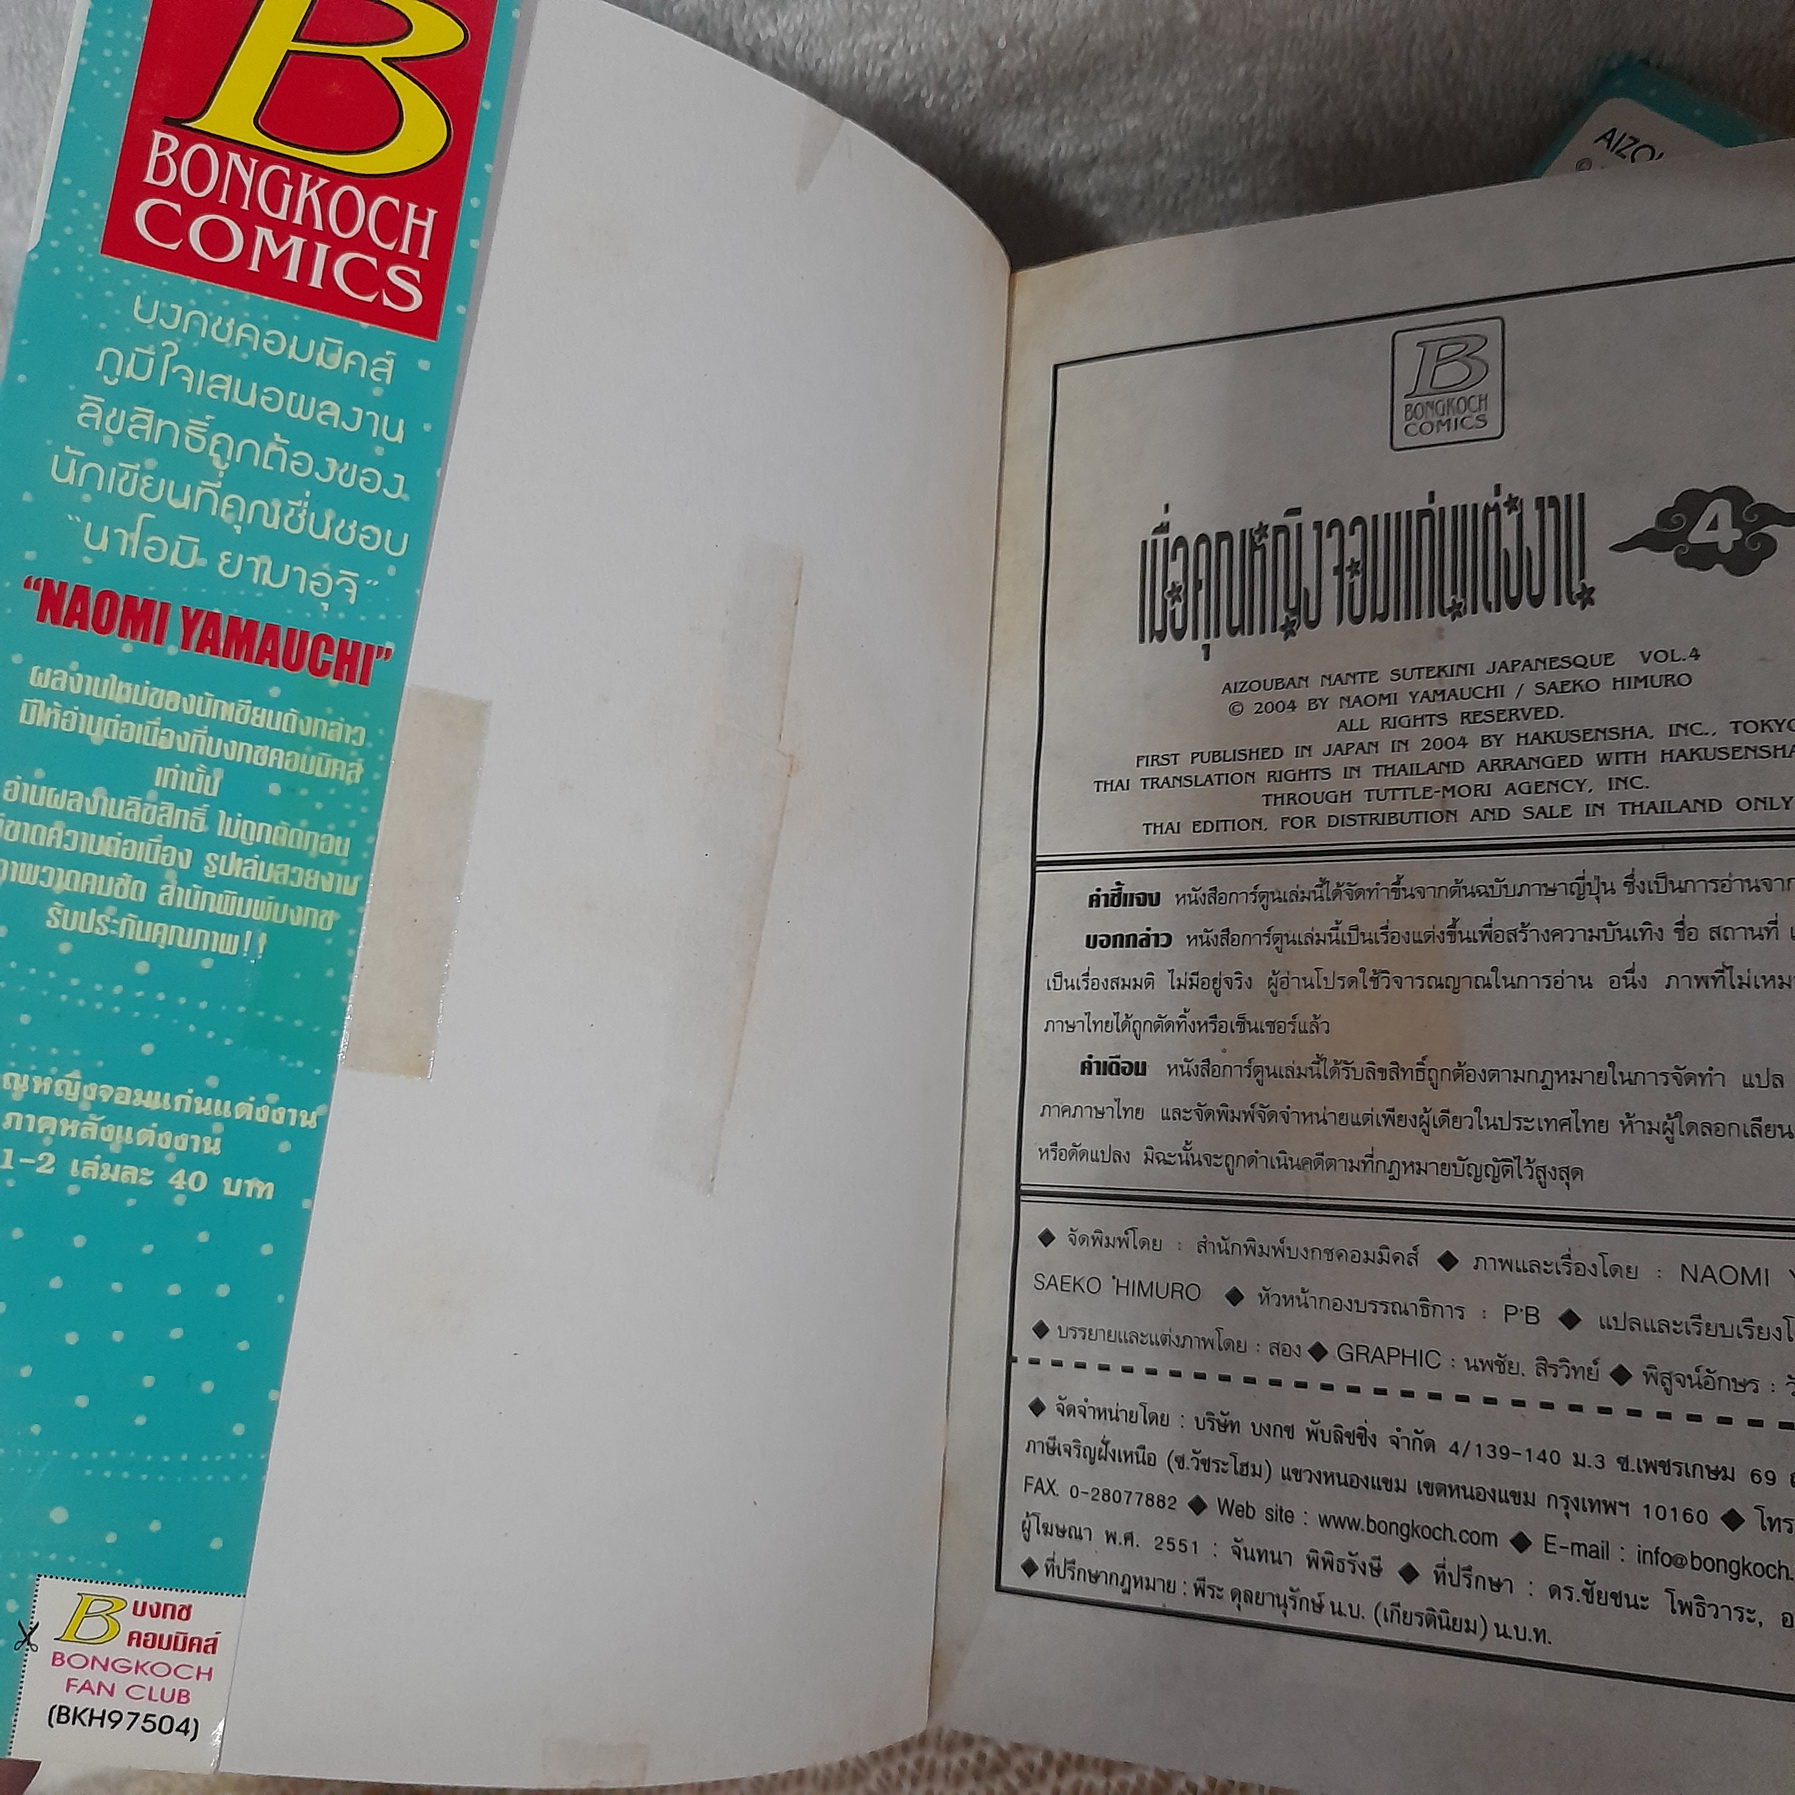 B
BONGKOCH
COMICS
บงกชคอมมิคส์
ภูมิใจเสนอผลงาน
ลิขสิทธิ์ถูกต้องของ
นักเขียนที่คุณชื่นชอบ
"นาโอมิ ยามาอุจิ"
"NAOMI YAMAUCHI"
ผลงานใหม่ของนักเขียนดังกล่าว
มีให้อ่านต่อเนื่องที่บงกชคอมมิคส์
เท่านั้น
อ่านผลงานลิขสิทธิ์ ไม่ถูกตัดทอน
ขาดความต่อเนื่อง รูปเล่มสวยงาม
ภาพวาดคมชัด สำนักพิมพ์บงกช
รับประกันคุณภาพ!!
ณหญิงจอมแก่นแต่งงาน
ภาคหลังแต่งงาน
1-2 เล่มละ 40 บาท
B บงกช
คอมมิคส์
BONGKOCH
FAN CLUB
(BKH97504)
AIZO
©
B
BONGKOCH
COMICS
เมื่อคุณหญิงจอมแก่นแต่งงาน 4
AIZOUBAN NANTE SUTEKINI JAPANESQUE VOL.4
© 2004 BY NAOMI YAMAUCHI / SAEKO HIMURO
ALL RIGHTS RESERVED.
FIRST PUBLISHED IN JAPAN IN 2004 BY HAKUSENSHA, INC., TOKYO
THAI TRANSLATION RIGHTS IN THAILAND ARRANGED WITH HAKUSENSHA
THROUGH TUTTLE-MORI AGENCY, INC.
THAI EDITION, FOR DISTRIBUTION AND SALE IN THAILAND ONLY
คำชี้แจง หนังสือการ์ตูนเล่มนี้ได้จัดทำขึ้นจากต้นฉบับภาษาญี่ปุ่น ซึ่งเป็นการอ่านจาก
บอกกล่าว หนังสือการ์ตูนเล่มนี้เป็นเรื่องแต่งขึ้นเพื่อสร้างความบันเทิง ชื่อ สถานที่
เป็นเรื่องสมมติ ไม่มีอยู่จริง ผู้อ่านโปรดใช้วิจารณญาณในการอ่าน อนึ่ง ภาพที่ไม่เหม
ภาษาไทยได้ถูกตัดทิ้งหรือเซ็นเซอร์แล้ว
คำเตือน หนังสือการ์ตูนเล่มนี้ได้รับลิขสิทธิ์ถูกต้องตามกฎหมายในการจัดทำ แปล
ภาคภาษาไทย และจัดพิมพ์จัดจำหน่ายแต่เพียงผู้เดียวในประเทศไทย ห้ามผู้ใดลอกเลียน
หรือดัดแปลง มิฉะนั้นจะถูกดำเนินคดีตามที่กฎหมายบัญญัติไว้สูงสุด
◆ จัดพิมพ์โดย : สำนักพิมพ์บงกชคอมมิคส์ ◆ ภาพและเรื่องโดย : NAOMI
SAEKO HIMURO ◆ หัวหน้ากองบรรณาธิการ : P'B ◆ แปลและเรียบเรียงโ
◆ บรรยายและแต่งภาพโดย : สอง ◆ GRAPHIC : นพชัย, สิรวิทย์ ◆ พิสูจน์อักษร :
◆ จัดจำหน่ายโดย : บริษัท บงกช พับลิชชิ่ง จำกัด 4/139-140 ม.3 ซ.เพชรเกษม 69
ภาษีเจริญฝั่งเหนือ (ซ.วัชระโฮม) แขวงหนองแขม เขตหนองแขม กรุงเทพฯ 10160 ◆ โทร
FAX. 0-28077882 ◆ Web site : www.bongkoch.com ◆ E-mail : info@bongkoch.
ผู้โฆษณา พ.ศ. 2551 : จันทนา พิพิธรังษี ◆ ที่ปรึกษา : ดร.ชัยชนะ โพธิวาระ,
◆ ที่ปรึกษากฎหมาย : พีระ ดุลยานุรักษ์ น.บ. (เกียรตินิยม) น.บ.ท.